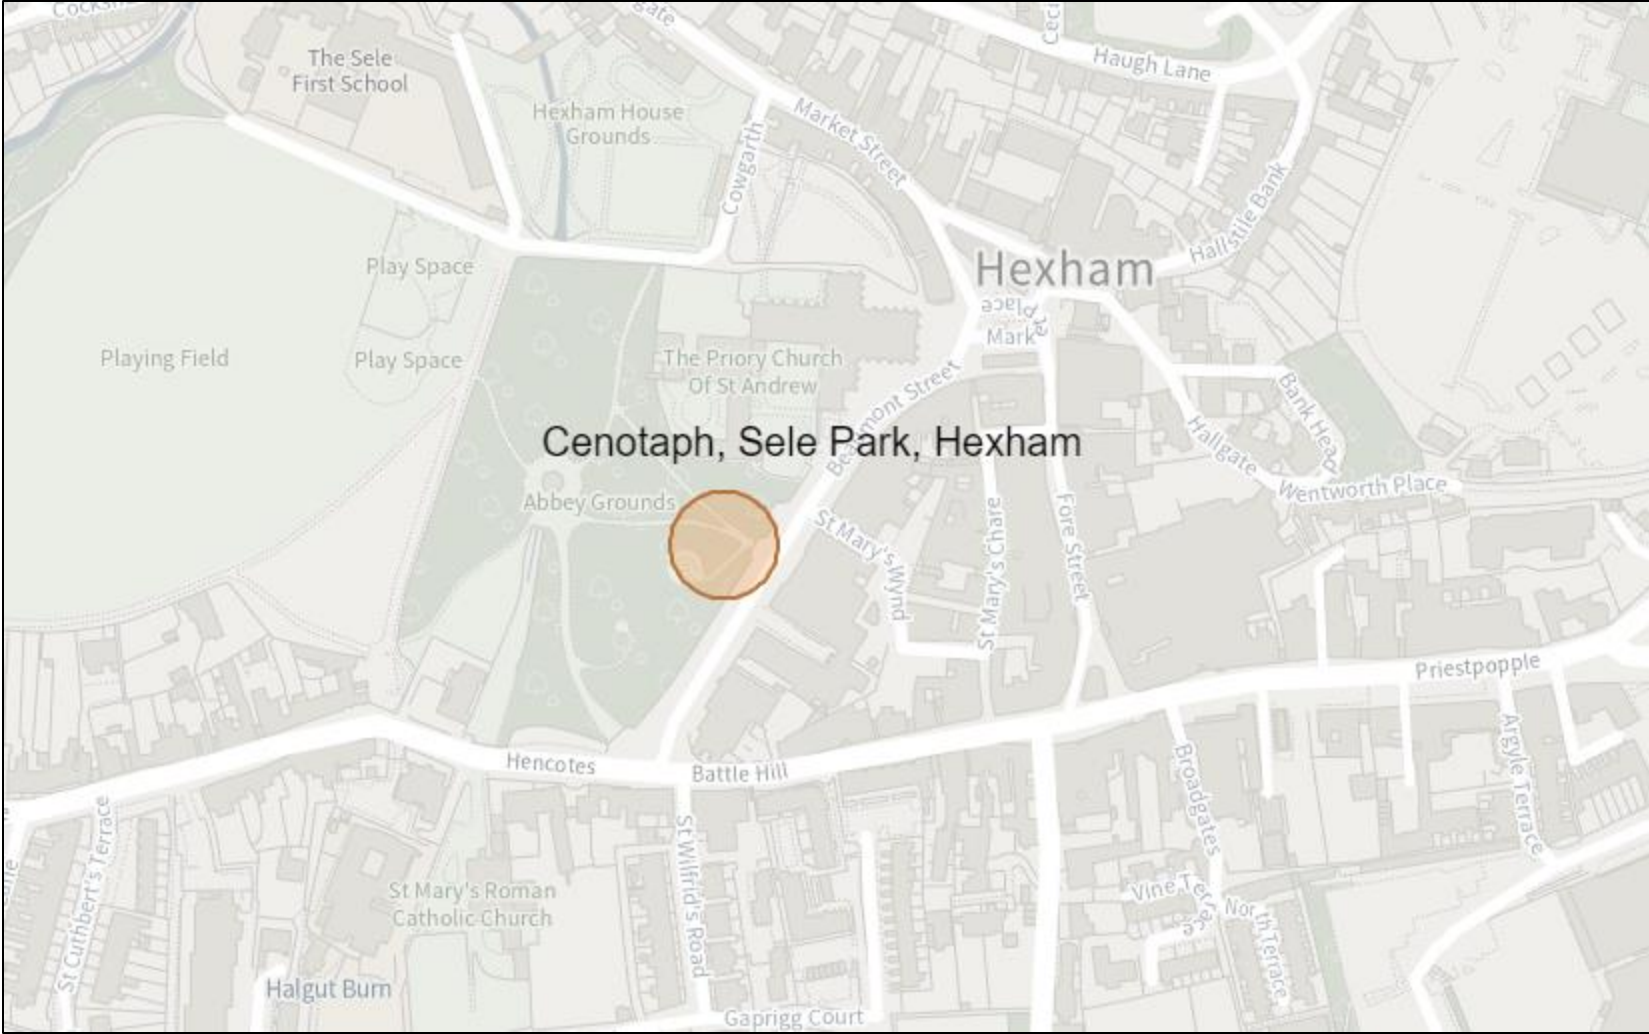 Cocksh
gate
Ceci
The Sele
First School
Haugh Lane
Hexham House
Grounds
Market Street
Cowgarth
Hallstile Bank
Play Space
Hexham
Playing Field
Play Space
Market Place
The Priory Church
Of St Andrew
Beaumont Street
Bank Head
Cenotaph, Sele Park, Hexham
Hallgate
Abbey Grounds
Wentworth Place
St Mary's Wynd
St Mary's Chare
Fore Street
Priestpopple
Hencotes
Battle Hill
Broadgates
Argyle Terrace
St Cuthbert's Terrace
St Wilfrid's Road
St Mary's Roman
Catholic Church
Vine Terrace
North Terrace
Halgut Burn
Gaprigg Court